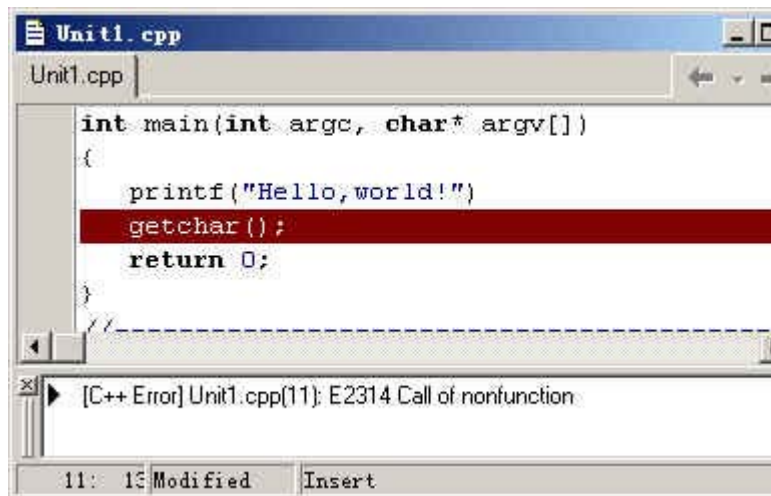 Unit1.cpp
Unit1.cpp
int main(int argc, char* argv[])
{
printf("Hello,world!")
getchar();
return 0;
}
//---------------------------------------------
[C++ Error] Unit1.cpp(11): E2314 Call of nonfunction
11: 13 Modified Insert